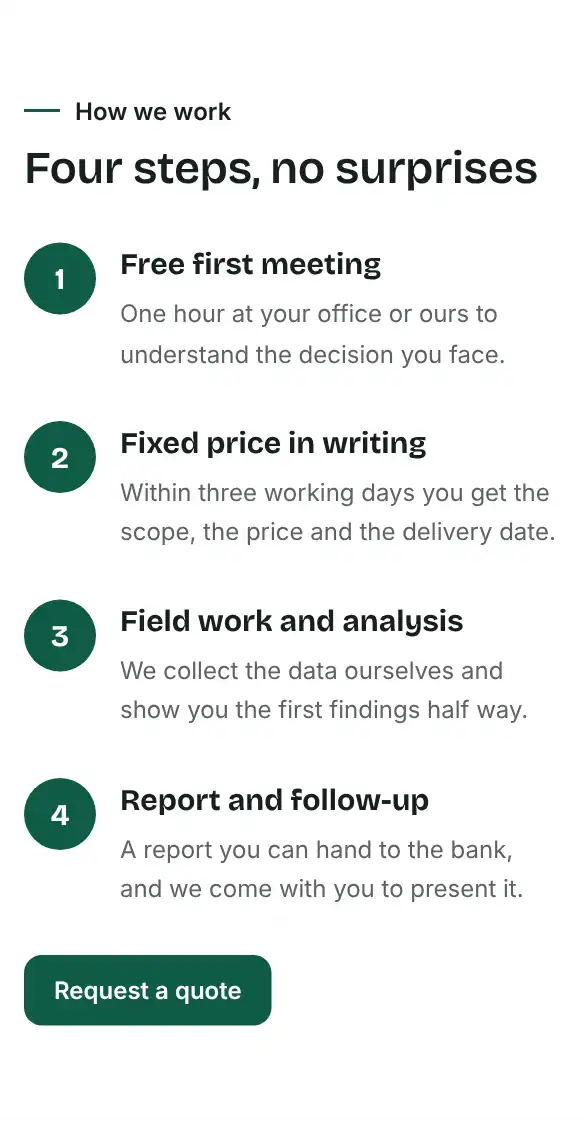 How we work
Four steps, no surprises
1
Free first meeting
One hour at your office or ours to
understand the decision you face.
2
Fixed price in writing
Within three working days you get the
scope, the price and the delivery date.
3
Field work and analysis
We collect the data ourselves and
show you the first findings half way.
4
Report and follow-up
A report you can hand to the bank,
and we come with you to present it.
Request a quote